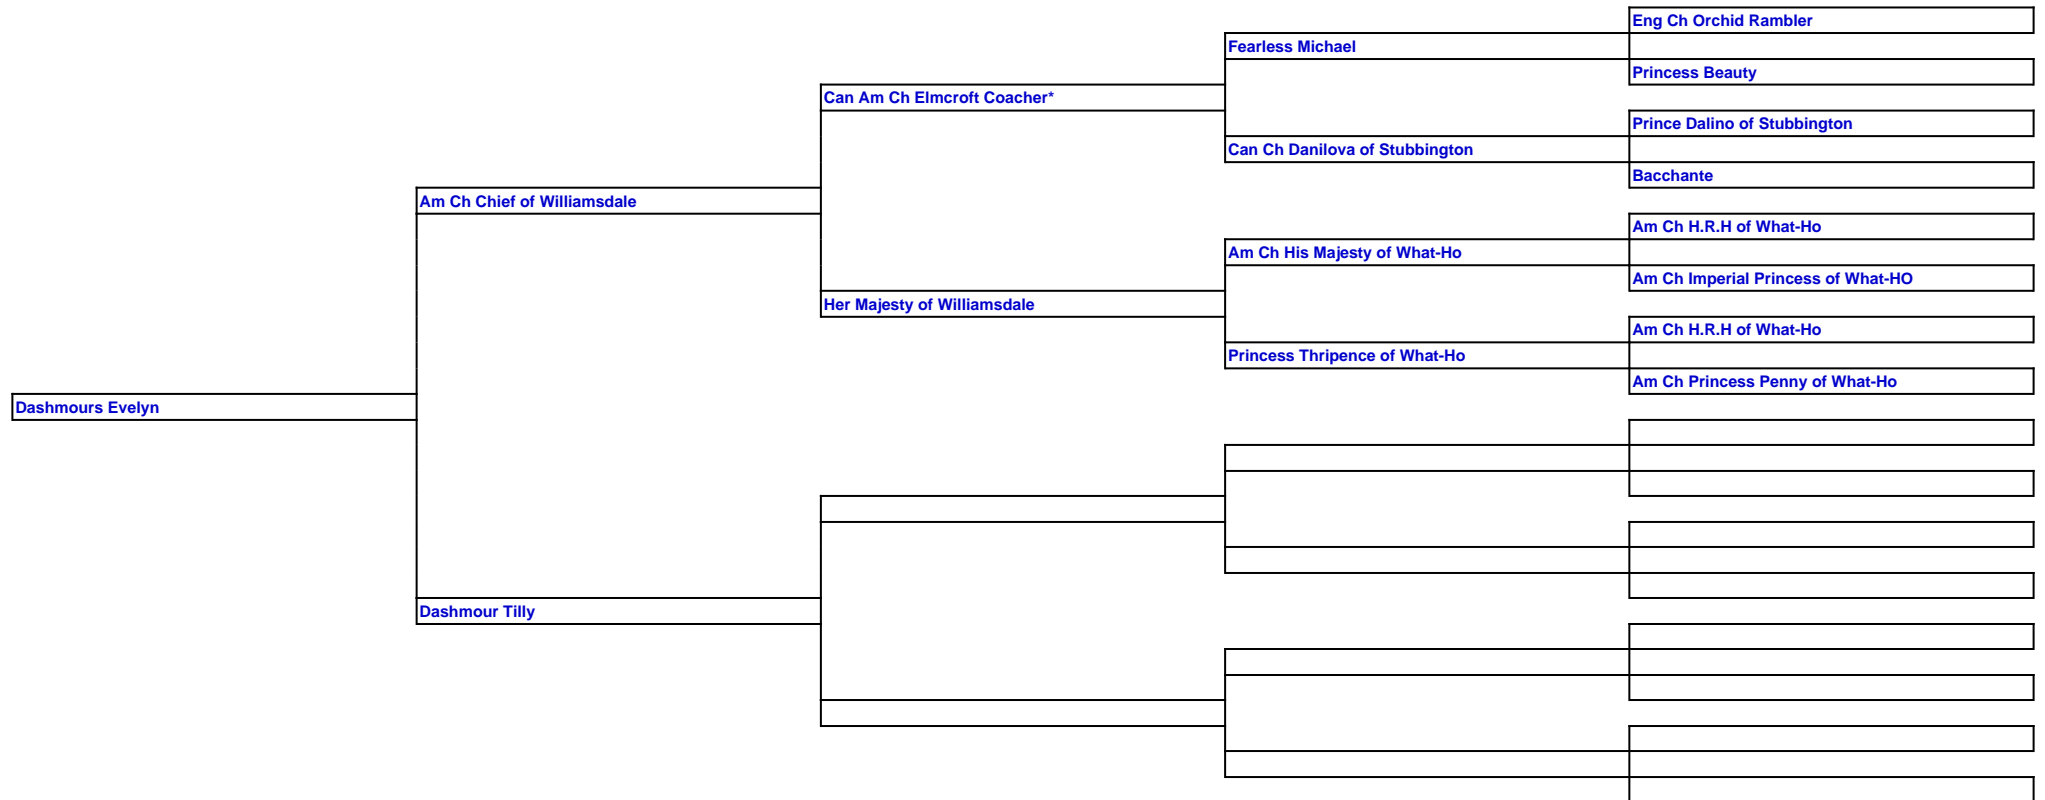 Eng Ch Orchid Rambler
Fearless Michael
Princess Beauty
Can Am Ch Elmcroft Coacher*
Prince Dalino of Stubbington
Can Ch Danilova of Stubbington
Bacchante
Am Ch Chief of Williamsdale
Am Ch H.R.H of What-Ho
Am Ch His Majesty of What-Ho
Am Ch Imperial Princess of What-HO
Her Majesty of Williamsdale
Am Ch H.R.H of What-Ho
Princess Thripence of What-Ho
Am Ch Princess Penny of What-Ho
Dashmours Evelyn
Dashmour Tilly